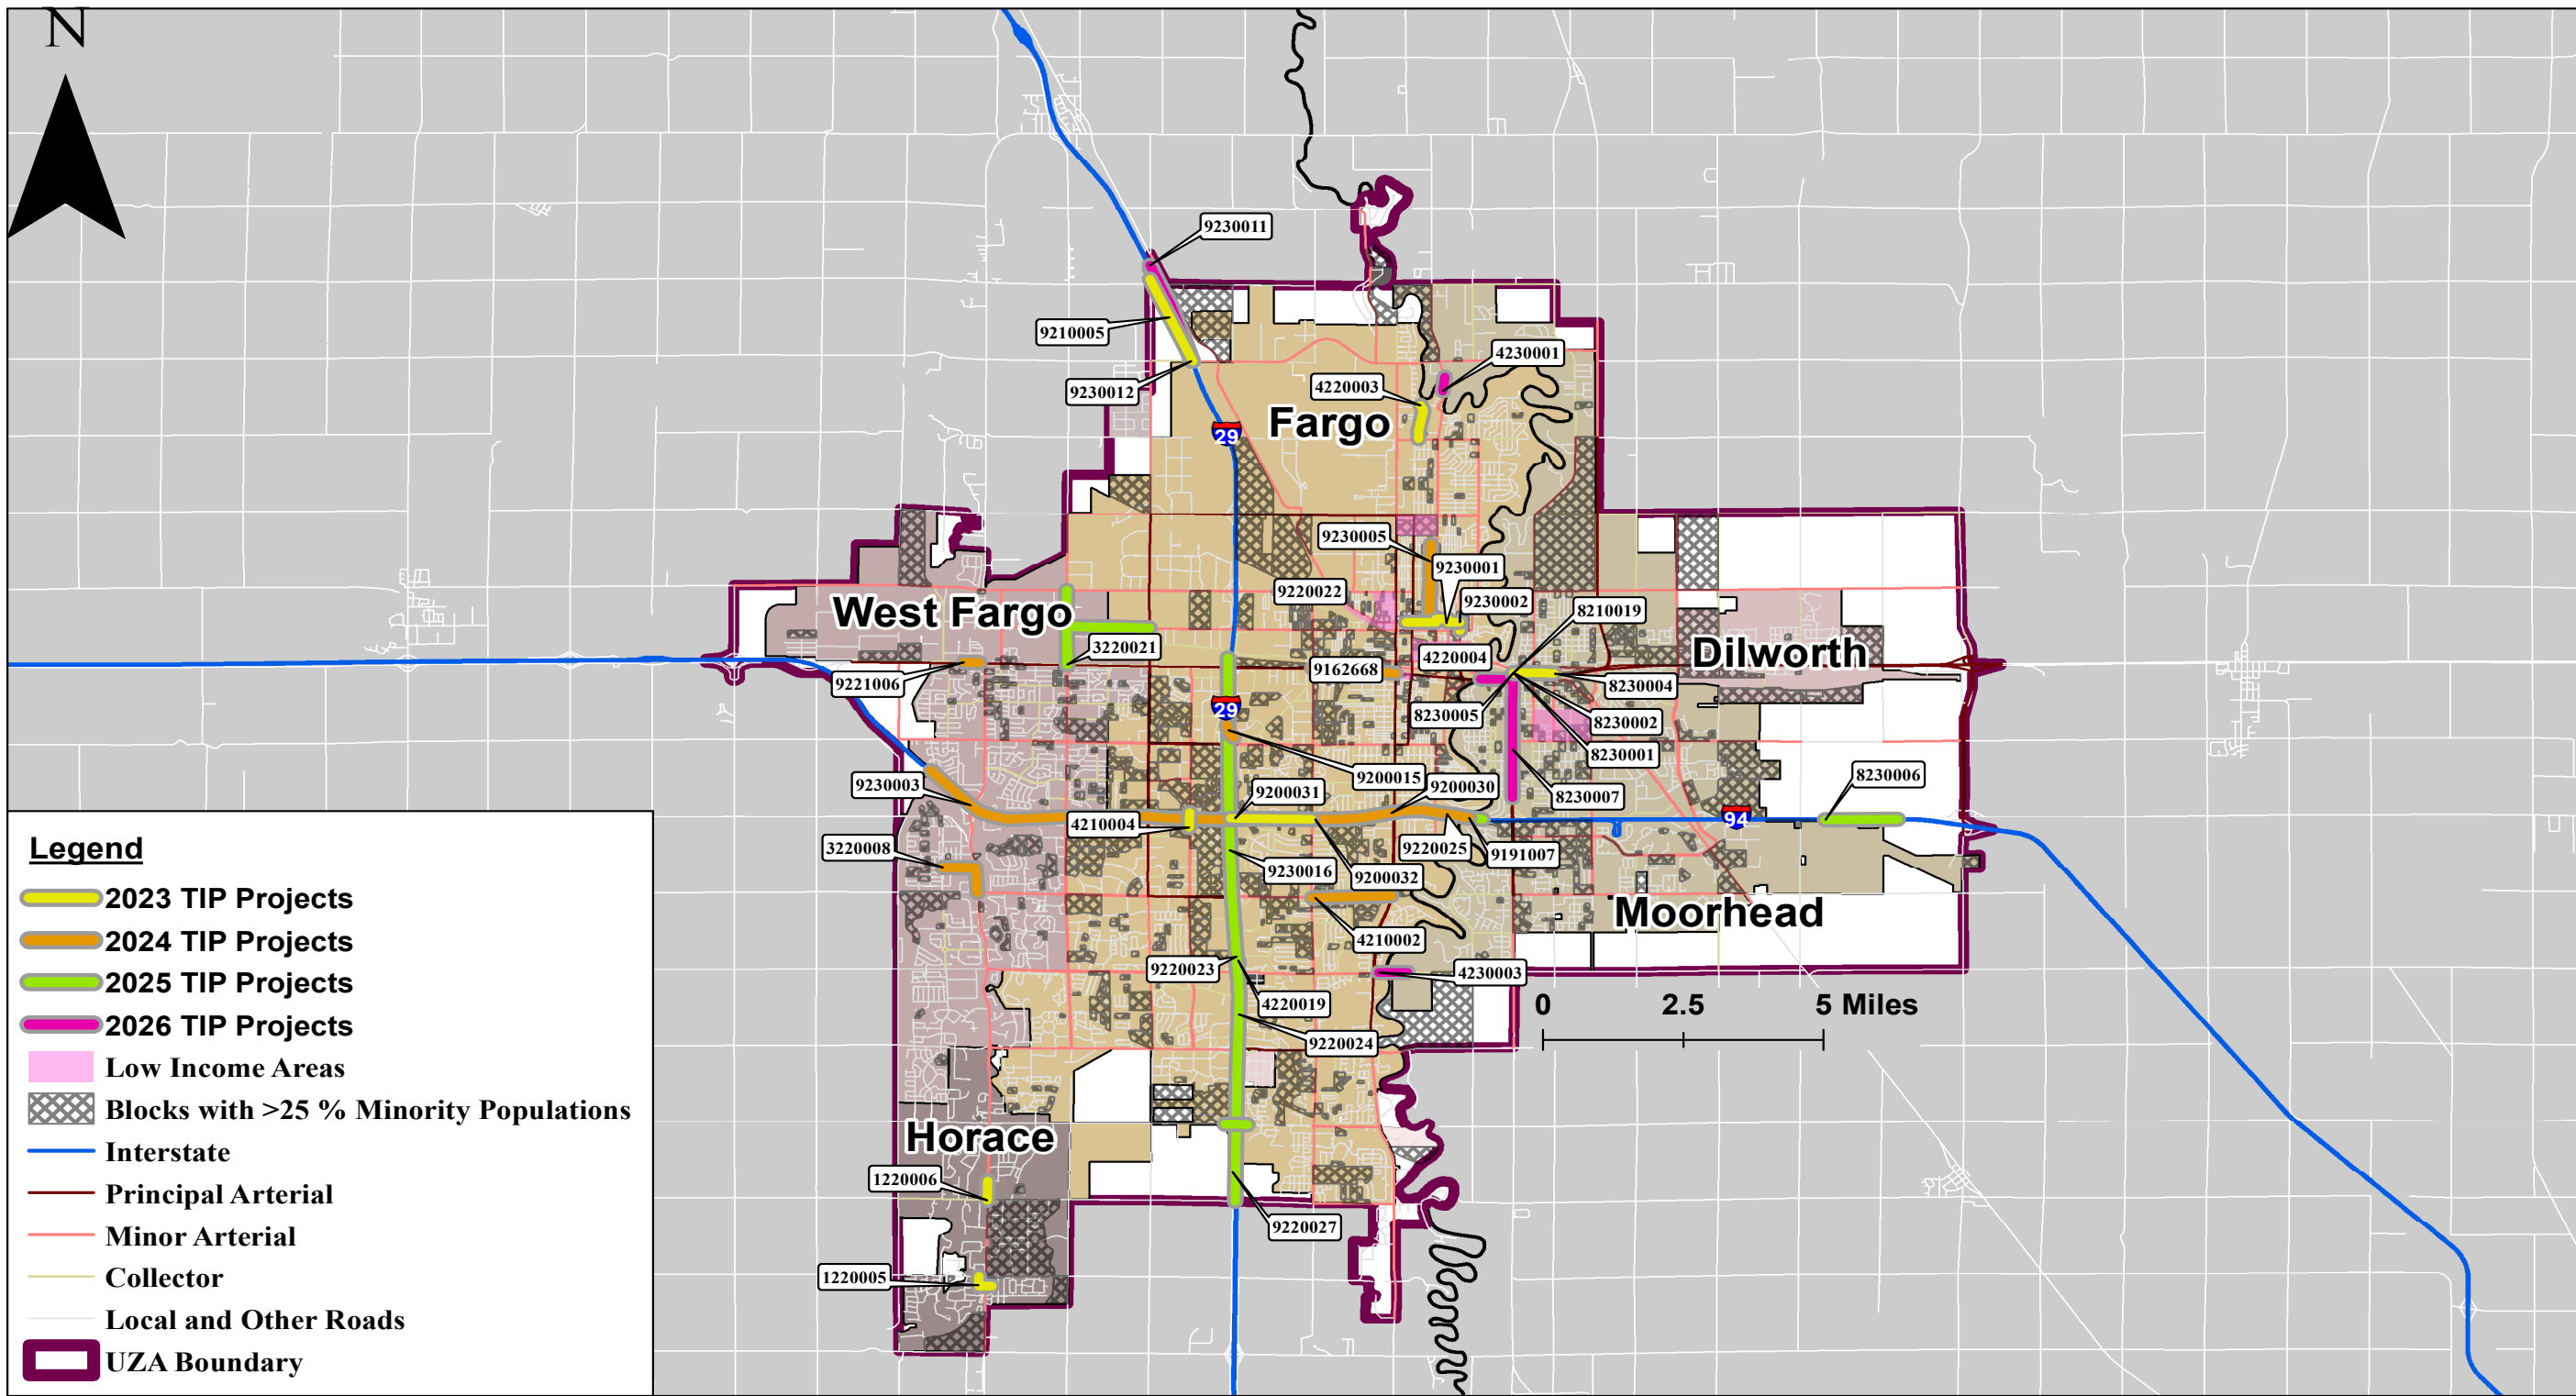 N
9230011
9210005
4230001
9230012
4220003
Fargo
29
9230005
9230001
9220022
9230002
8210019
West Fargo
3220021
4220004
Dilworth
9162668
9221006
8230004
29
8230005
8230002
8230001
9200015
8230006
9230003
9200030
9200031
8230007
4210004
94
3220008
9220025
9191007
9230016
9200032
Moorhead
4210002
9220023
4230003
4220019
0 2.5 5 Miles
9220024
Horace
1220006
9220027
1220005
Legend
2023 TIP Projects
2024 TIP Projects
2025 TIP Projects
2026 TIP Projects
Low Income Areas
Blocks with >25 % Minority Populations
Interstate
Principal Arterial
Minor Arterial
Collector
Local and Other Roads
UZA Boundary